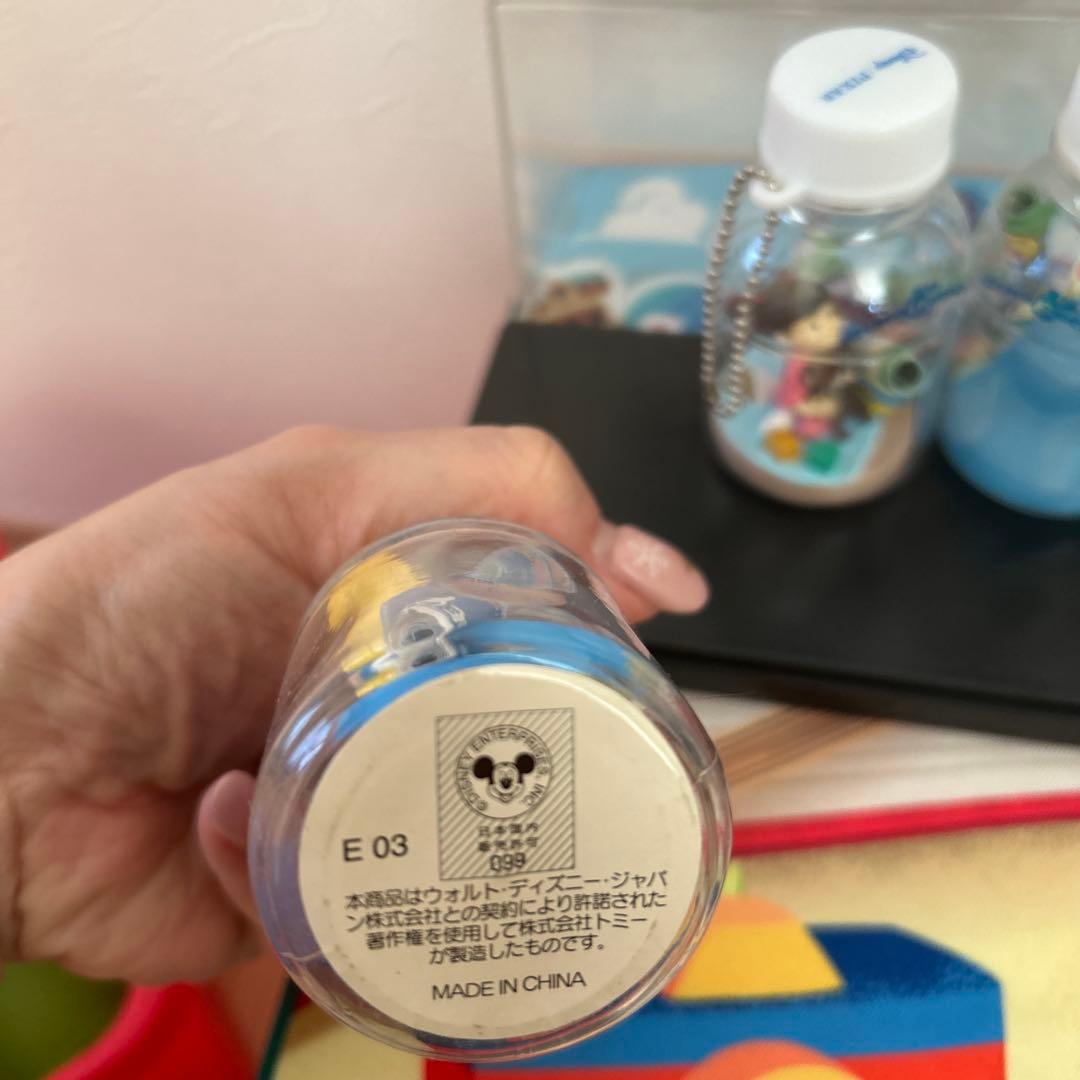 Disney・PIXAR
©DISNEY ENTERPRISES, INC.
日本国内
販売許可
099
E 03
本商品はウォルト・ディズニー・ジャパ
ン株式会社との契約により許諾された
著作権を使用して株式会社トミー
が製造したものです。
MADE IN CHINA